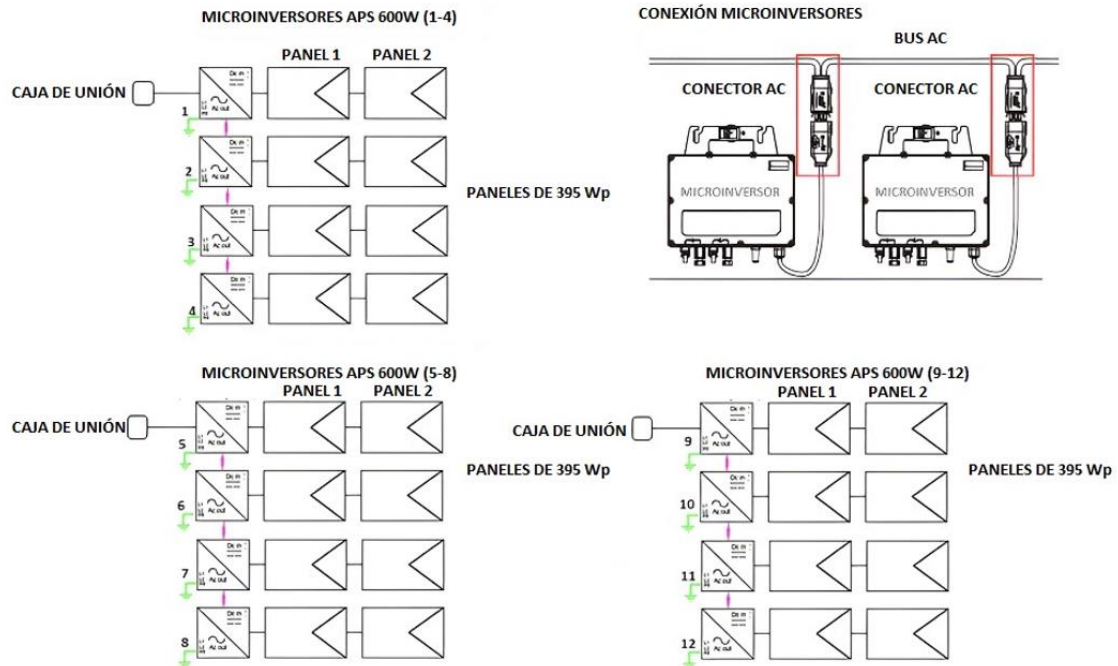 MICROINVERSORES APS 600W (1-4)
PANEL 1 PANEL 2
CAJA DE UNIÓN
1
2
3
4
PANELES DE 395 Wp
CONEXIÓN MICROINVERSORES
BUS AC
CONECTOR AC CONECTOR AC
MICROINVERSOR MICROINVERSOR
MICROINVERSORES APS 600W (5-8)
PANEL 1 PANEL 2
CAJA DE UNIÓN
5
6
7
8
PANELES DE 395 Wp
MICROINVERSORES APS 600W (9-12)
PANEL 1 PANEL 2
CAJA DE UNIÓN
9
10
11
12
PANELES DE 395 Wp